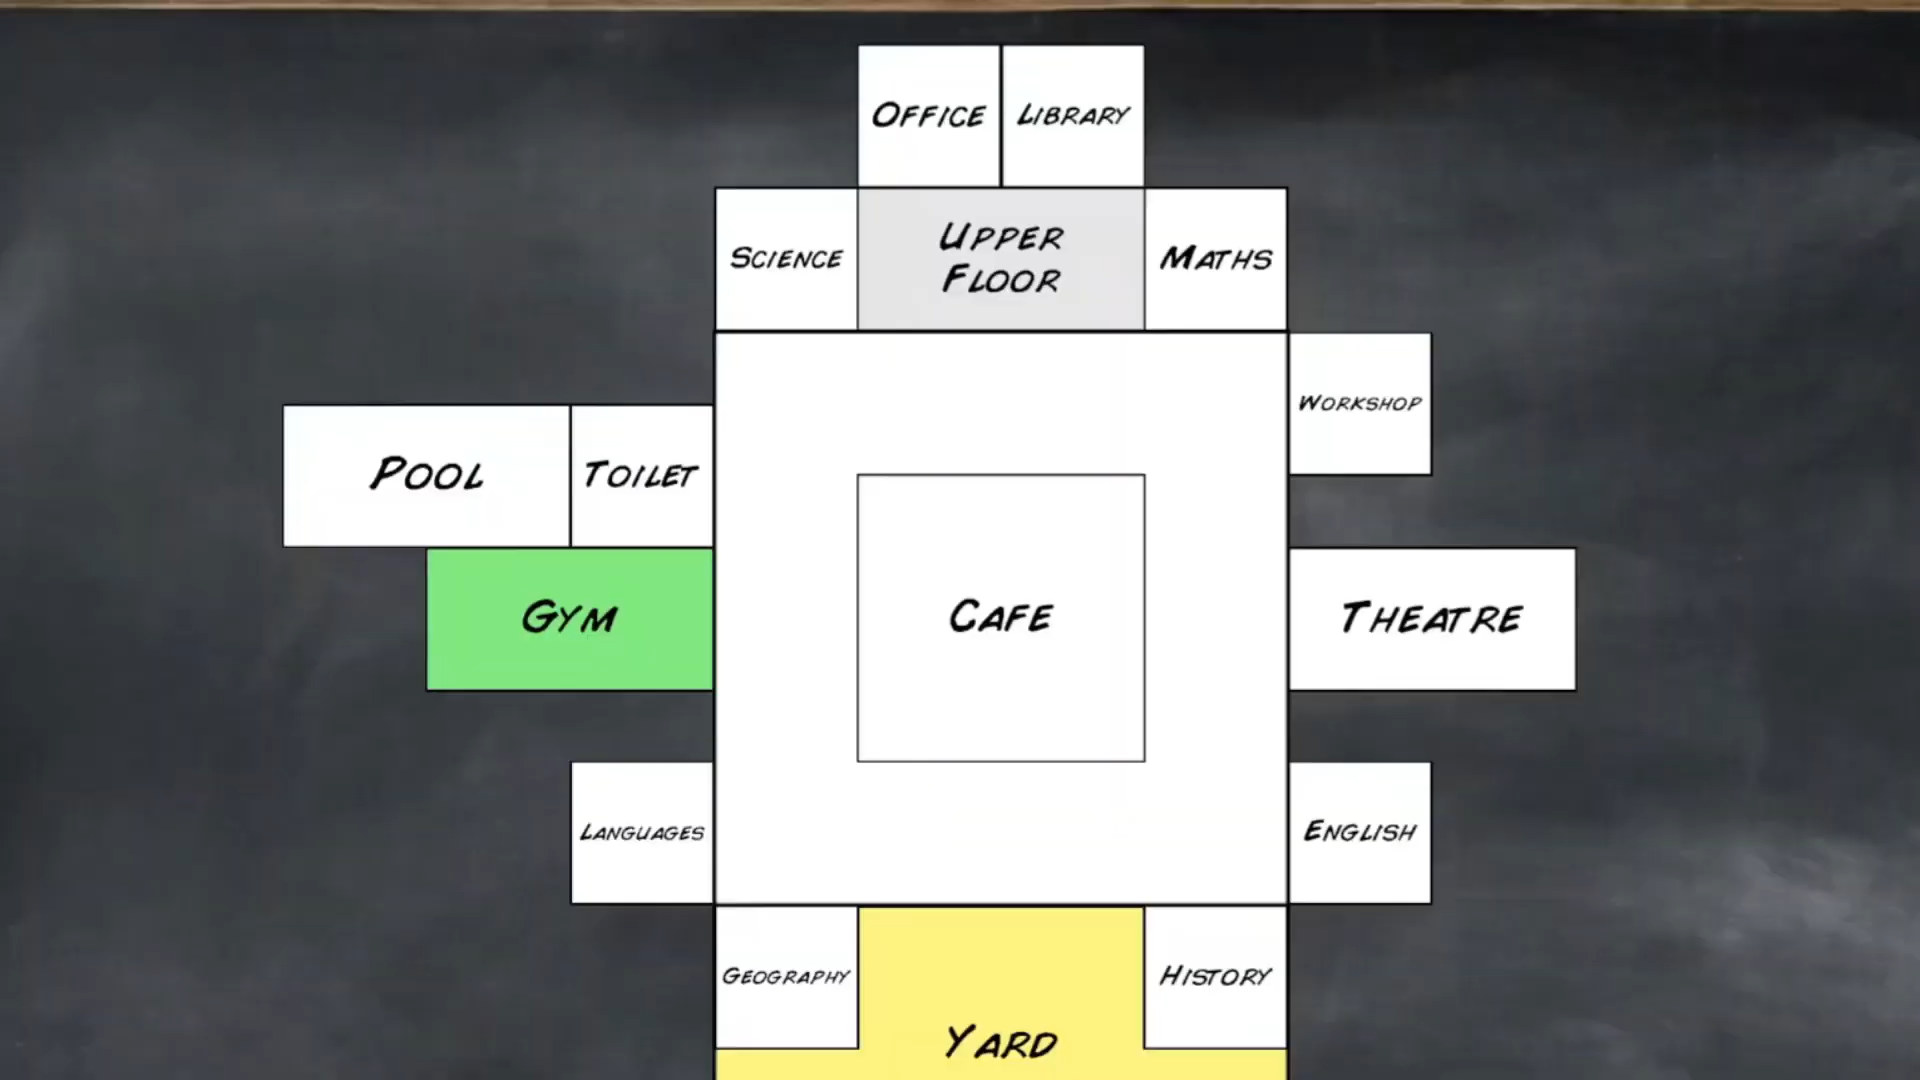 OFFICE
LIBRARY
SCIENCE
UPPER
FLOOR
MATHS
WORKSHOP
POOL
TOILET
GYM
CAFE
THEATRE
LANGUAGES
ENGLISH
GEOGRAPHY
HISTORY
YARD